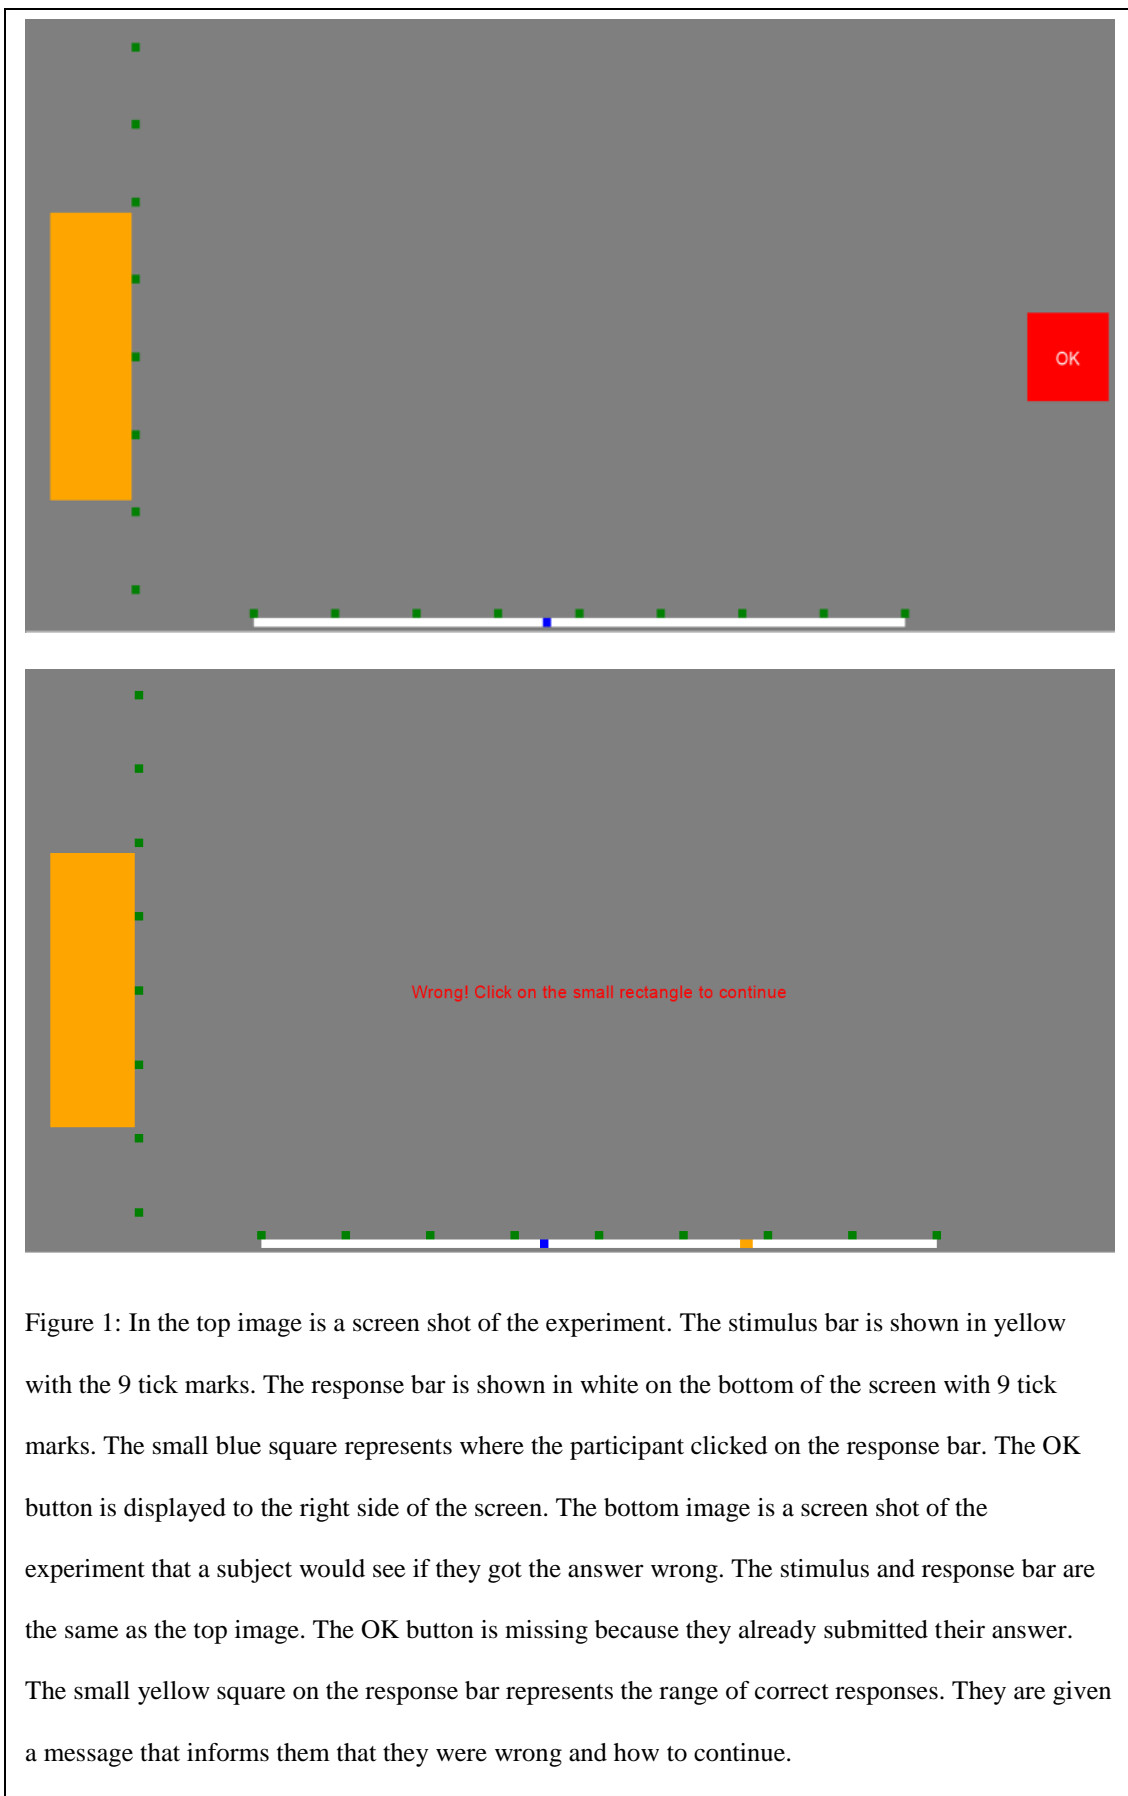 OK
Wrong! Click on the small rectangle to continue
Figure 1: In the top image is a screen shot of the experiment. The stimulus bar is shown in yellow
with the 9 tick marks. The response bar is shown in white on the bottom of the screen with 9 tick
marks. The small blue square represents where the participant clicked on the response bar. The OK
button is displayed to the right side of the screen. The bottom image is a screen shot of the
experiment that a subject would see if they got the answer wrong. The stimulus and response bar are
the same as the top image. The OK button is missing because they already submitted their answer.
The small yellow square on the response bar represents the range of correct responses. They are given
a message that informs them that they were wrong and how to continue.